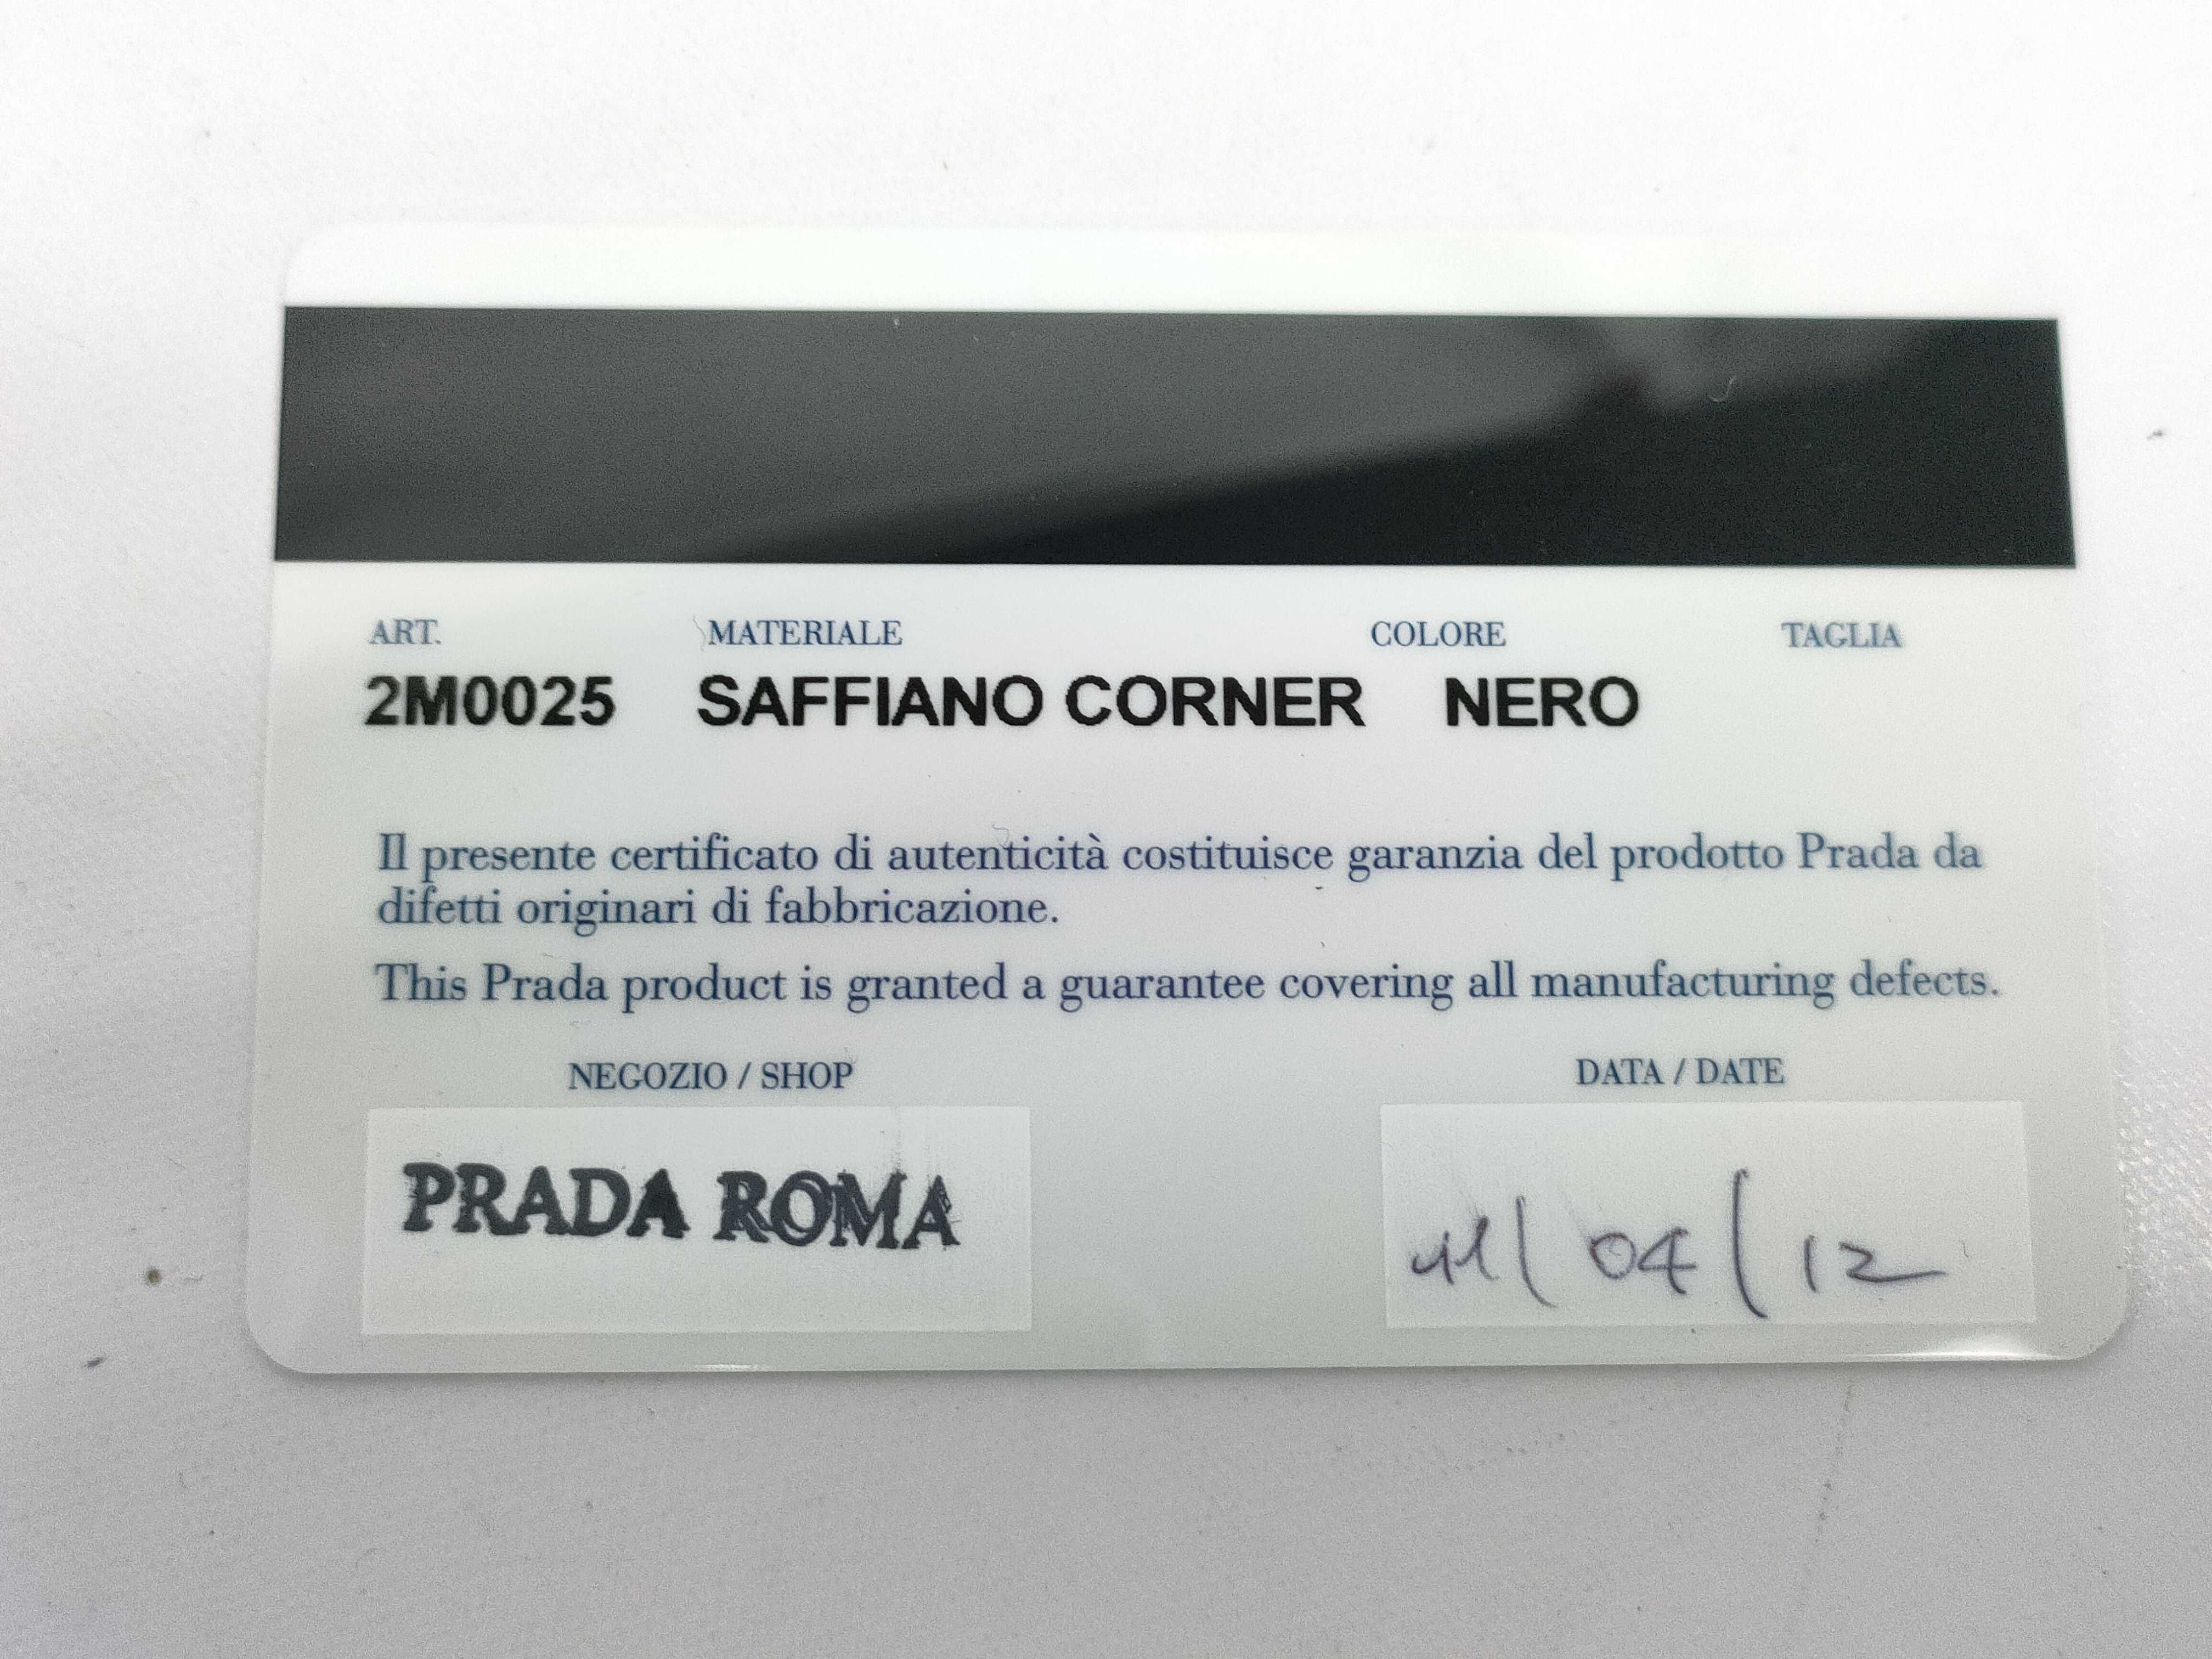 ART. MATERIALE COLORE TAGLIA
2M0025 SAFFIANO CORNER NERO
Il presente certificato di autenticità costituisce garanzia del prodotto Prada da
difetti originari di fabbricazione.
This Prada product is granted a guarantee covering all manufacturing defects.
NEGOZIO / SHOP DATA / DATE
PRADA ROMA 11/04/12